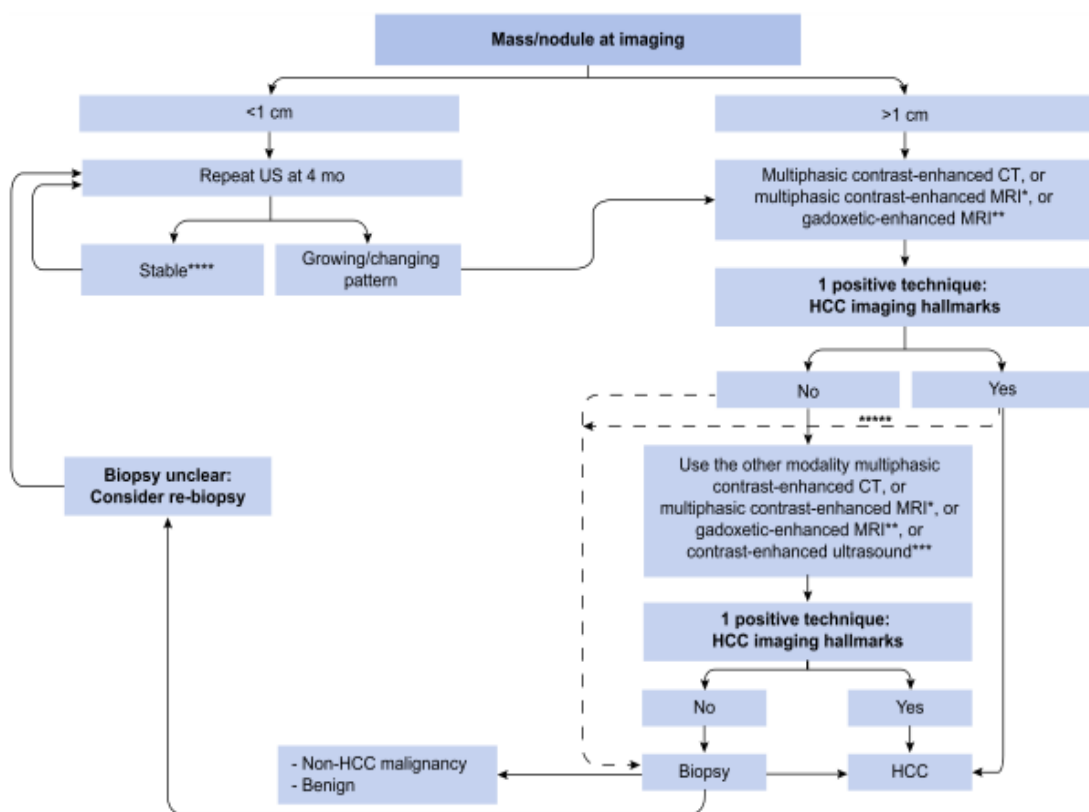 Mass/nodule at imaging
<1 cm
>1 cm
Repeat US at 4 mo
Multiphasic contrast-enhanced CT, or
multiphasic contrast-enhanced MRI*, or
gadoxetic-enhanced MRI**
Stable****
Growing/changing
pattern
1 positive technique:
HCC imaging hallmarks
No
Yes
*****
Biopsy unclear:
Consider re-biopsy
Use the other modality multiphasic
contrast-enhanced CT, or
multiphasic contrast-enhanced MRI*, or
gadoxetic-enhanced MRI**, or
contrast-enhanced ultrasound***
1 positive technique:
HCC imaging hallmarks
No
Yes
- Non-HCC malignancy
- Benign
Biopsy
HCC